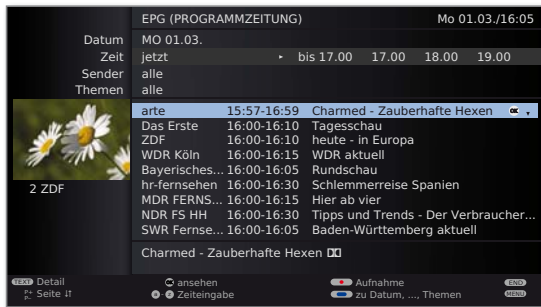 EPG (PROGRAMMZEITUNG) Mo 01.03./16:05
Datum MO 01.03.
Zeit jetzt bis 17.00 17.00 18.00 19.00
Sender alle
Themen alle
arte 15:57-16:59 Charmed - Zauberhafte Hexen OK
Das Erste 16:00-16:10 Tagesschau
ZDF 16:00-16:10 heute - in Europa
WDR Köln 16:00-16:15 WDR aktuell
Bayerisches... 16:00-16:05 Rundschau
hr-fernsehen 16:00-16:30 Schlemmerreise Spanien
MDR FERNS... 16:00-16:15 Hier ab vier
NDR FS HH 16:00-16:30 Tipps und Trends - Der Verbraucher...
SWR Fernse... 16:00-16:05 Baden-Württemberg aktuell
2 ZDF
Charmed - Zauberhafte Hexen
TEXT Detail OK ansehen Aufnahme END
P+ P- Seite 0-9 Zeiteingabe zu Datum, ..., Themen MENU